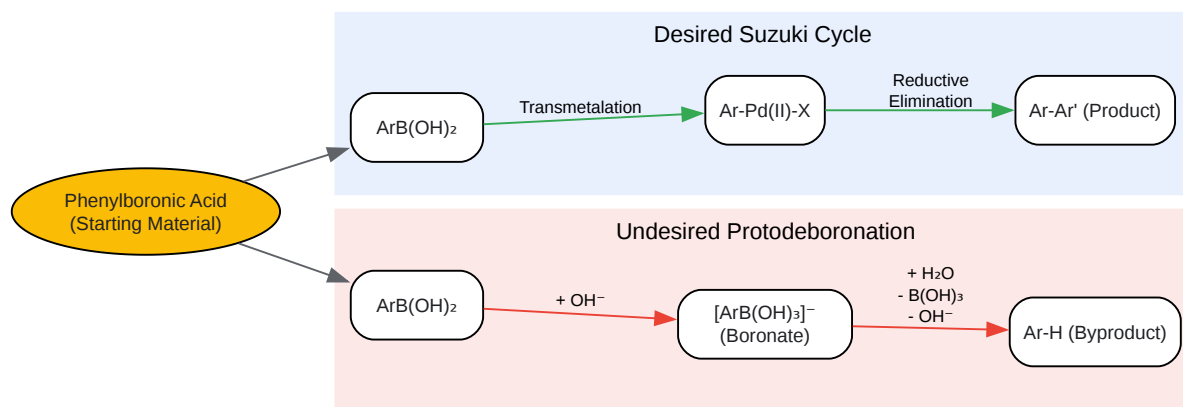 Desired Suzuki Cycle
ArB(OH)₂
Transmetalation
Ar-Pd(II)-X
Reductive
Elimination
Ar-Ar' (Product)
Phenylboronic Acid
(Starting Material)
Undesired Protodeboronation
ArB(OH)₂
+ OH⁻
[ArB(OH)₃]⁻
(Boronate)
+ H₂O
- B(OH)₃
- OH⁻
Ar-H (Byproduct)